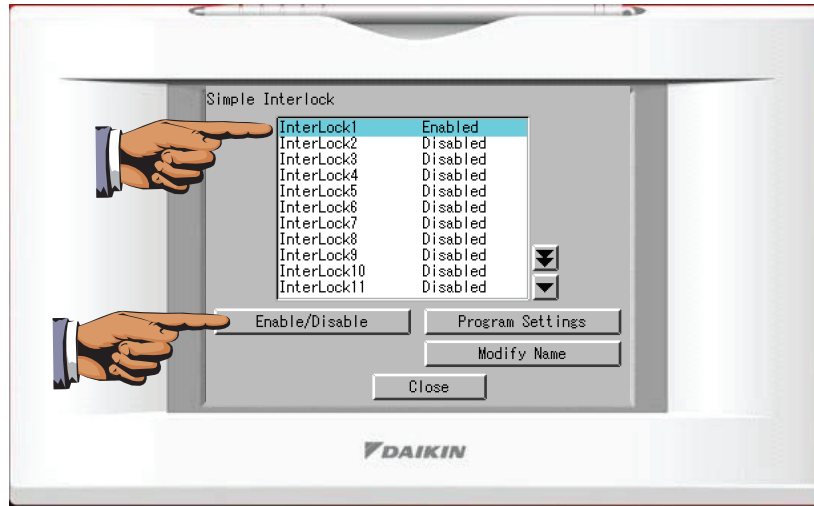 Simple Interlock
InterLock1 Enabled
InterLock2 Disabled
InterLock3 Disabled
InterLock4 Disabled
InterLock5 Disabled
InterLock6 Disabled
InterLock7 Disabled
InterLock8 Disabled
InterLock9 Disabled
InterLock10 Disabled
InterLock11 Disabled
Enable/Disable Program Settings
Modify Name
Close
DAIKIN